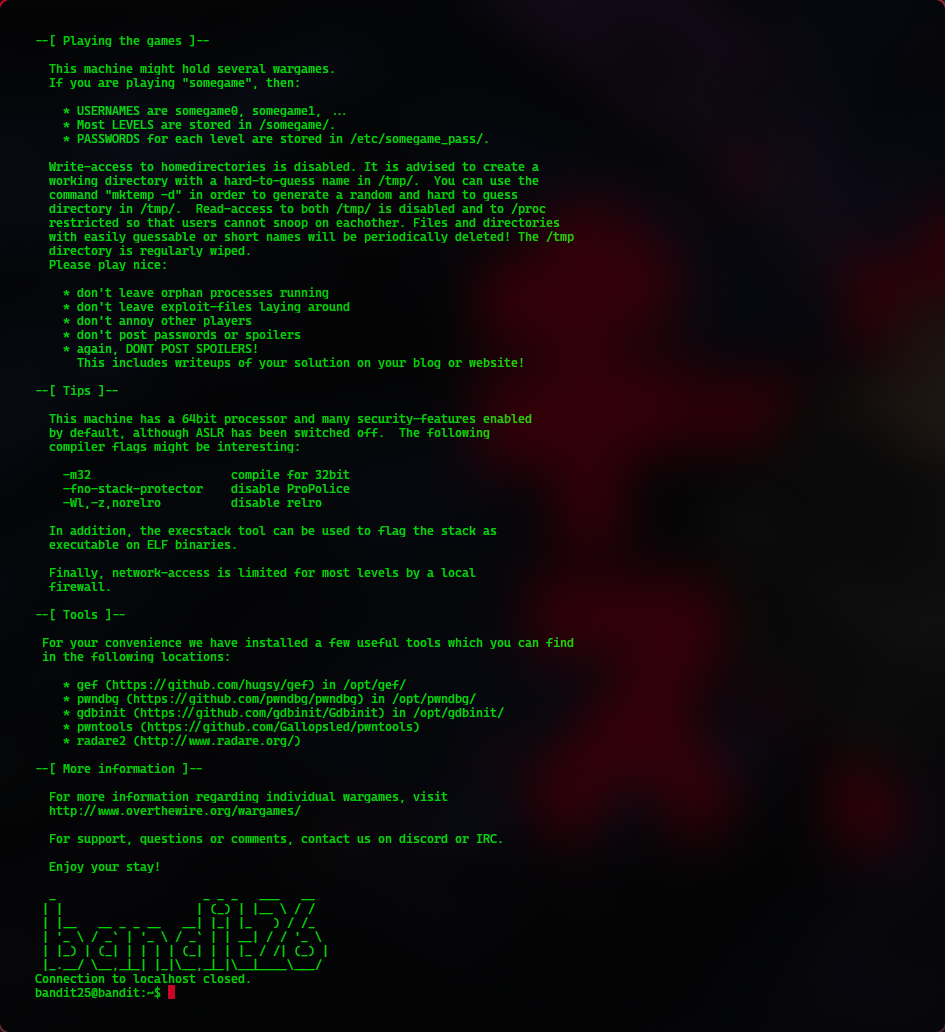 --[ Playing the games ]--
This machine might hold several wargames.
If you are playing "somegame", then:
* USERNAMES are somegame0, somegame1, ...
* Most LEVELS are stored in /somegame/.
* PASSWORDS for each level are stored in /etc/somegame_pass/.
Write-access to homedirectories is disabled. It is advised to create a
working directory with a hard-to-guess name in /tmp/.  You can use the
command "mktemp -d" in order to generate a random and hard to guess
directory in /tmp/.  Read-access to both /tmp/ is disabled and to /proc
restricted so that users cannot snoop on eachother. Files and directories
with easily guessable or short names will be periodically deleted! The /tmp
directory is regularly wiped.
Please play nice:
* don't leave orphan processes running
* don't leave exploit-files laying around
* don't annoy other players
* don't post passwords or spoilers
* again, DONT POST SPOILERS!
This includes writeups of your solution on your blog or website!
--[ Tips ]--
This machine has a 64bit processor and many security-features enabled
by default, although ASLR has been switched off.  The following
compiler flags might be interesting:
-m32                    compile for 32bit
-fno-stack-protector    disable ProPolice
-Wl,-z,norelro          disable relro
In addition, the execstack tool can be used to flag the stack as
executable on ELF binaries.
Finally, network-access is limited for most levels by a local
firewall.
--[ Tools ]--
For your convenience we have installed a few useful tools which you can find
in the following locations:
* gef (https://github.com/hugsy/gef) in /opt/gef/
* pwndbg (https://github.com/pwndbg/pwndbg) in /opt/pwndbg/
* gdbinit (https://github.com/gdbinit/Gdbinit) in /opt/gdbinit/
* pwntools (https://github.com/Gallopsled/pwntools)
* radare2 (http://www.radare.org/)
--[ More information ]--
For more information regarding individual wargames, visit
http://www.overthewire.org/wargames/
For support, questions or comments, contact us on discord or IRC.
Enjoy your stay!
bandit26
Connection to localhost closed.
bandit25@bandit:~$